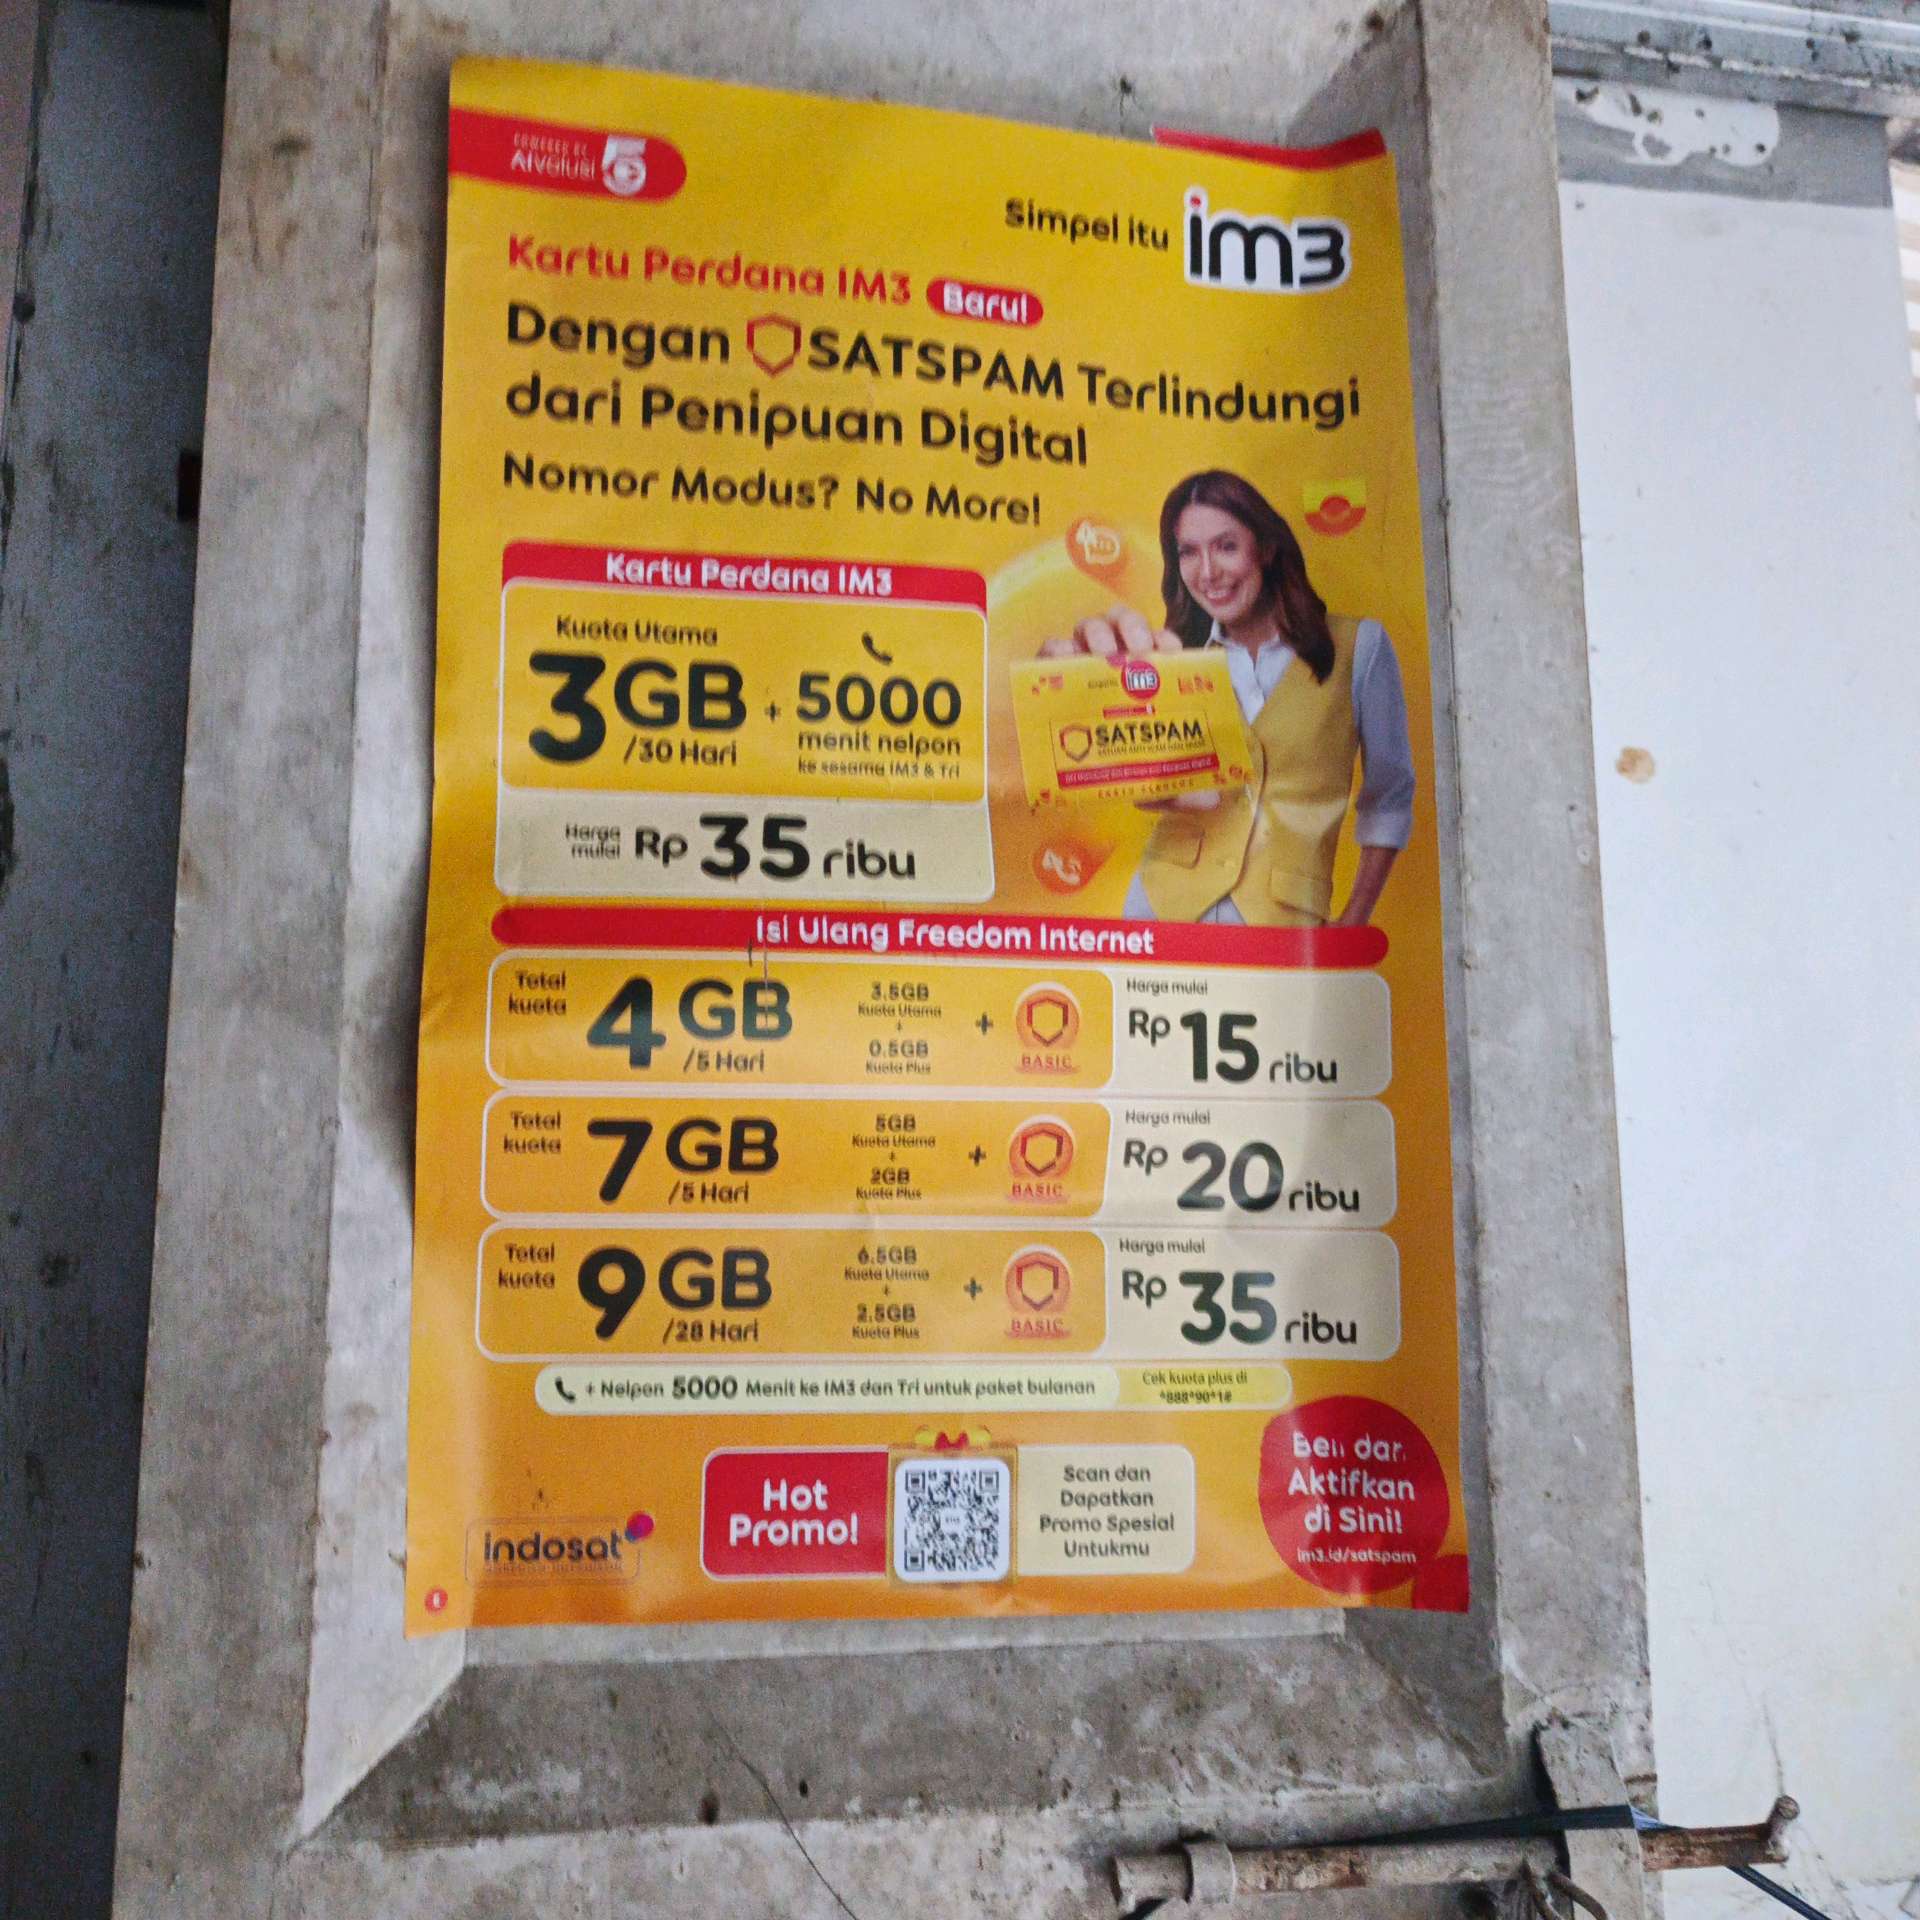 POWERED BY
AIvolusi5
Simpel itu im3
Kartu Perdana IM3 Baru!
Dengan SATSPAM Terlindungi
dari Penipuan Digital
Nomor Modus? No More!
Kartu Perdana IM3
Kuota Utama
3GB
/30 Hari
+ 5000
menit nelpon
ke sesama IM3 & Tri
Harga mulai Rp 35 ribu
im3
SATSPAM
Isi Ulang Freedom Internet
Total kuota
4GB
/5 Hari
3.5GB
Kuota Utama
+
0.5GB
Kuota Plus
+
BASIC
Harga mulai
Rp 15 ribu
Total kuota
7GB
/5 Hari
5GB
Kuota Utama
+
2GB
Kuota Plus
+
BASIC
Harga mulai
Rp 20 ribu
Total kuota
9GB
/28 Hari
6.5GB
Kuota Utama
+
2.5GB
Kuota Plus
+
BASIC
Harga mulai
Rp 35 ribu
+ Nelpon 5000 Menit ke IM3 dan Tri untuk paket bulanan
Cek kuota plus di
*888*90*1#
Hot
Promo!
Scan dan
Dapatkan
Promo Spesial
Untukmu
Beli dan
Aktifkan
di Sini!
im3.id/satspam
indosat